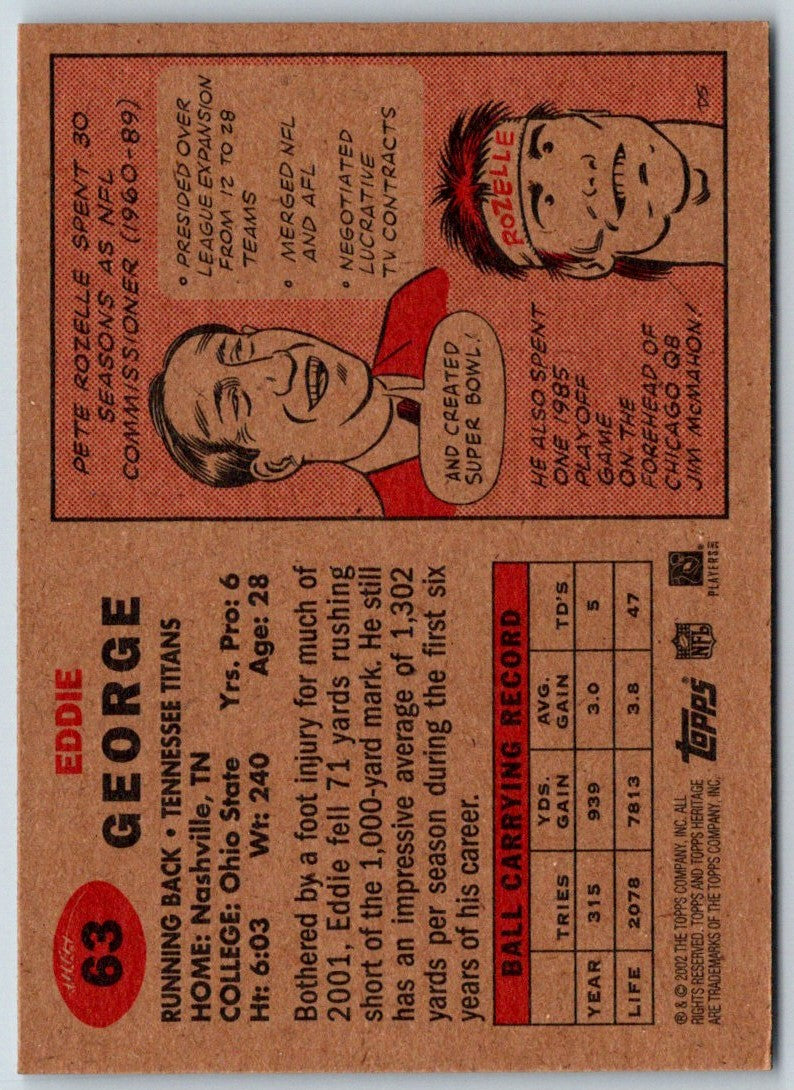 63
EDDIE
GEORGE
RUNNING BACK • TENNESSEE TITANS
HOME: Nashville, TN
COLLEGE: Ohio State Yrs. Pro: 6
Ht: 6:03 Wt: 240 Age: 28
Bothered by a foot injury for much of
2001, Eddie fell 71 yards rushing
short of the 1,000-yard mark. He still
has an impressive average of 1,302
yards per season during the first six
years of his career.
BALL CARRYING RECORD
TRIES YDS. GAIN AVG. GAIN TD'S
YEAR 315 939 3.0 5
LIFE 2078 7813 3.8 47
® & © 2002 THE TOPPS COMPANY, INC. ALL
RIGHTS RESERVED. TOPPS AND TOPPS HERITAGE
ARE TRADEMARKS OF THE TOPPS COMPANY, INC.
topps
NFL
PLAYERS INC
PETE ROZELLE SPENT 30
SEASONS AS NFL
COMMISSIONER (1960-89)
• PRESIDED OVER
LEAGUE EXPANSION
FROM 12 TO 28
TEAMS
• MERGED NFL
AND AFL
• NEGOTIATED
LUCRATIVE
TV CONTRACTS
AND CREATED
SUPER BOWL!
HE ALSO SPENT
ONE 1985
PLAYOFF
GAME
ON THE
FOREHEAD OF
CHICAGO QB
JIM McMAHON!
ROZELLE
DS